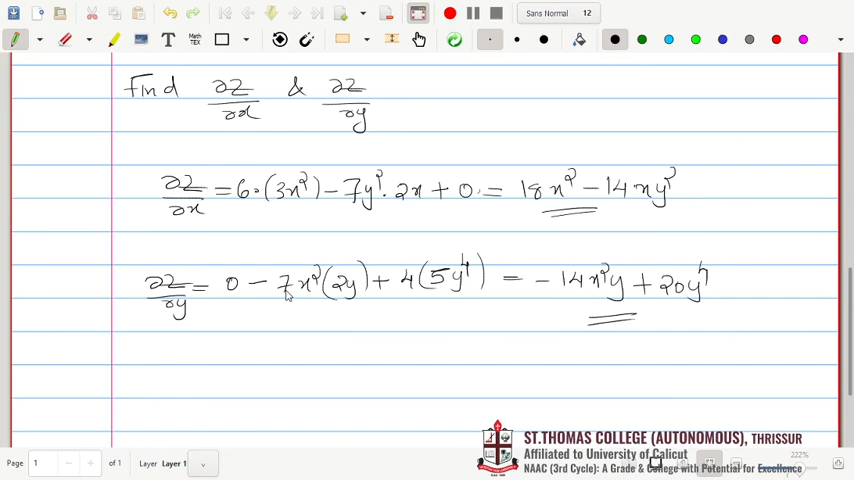 Sans Normal 12
Math TEX
Find ∂z/∂x & ∂z/∂y
∂z/∂x = 6·(3x²) − 7y²·2x + 0 = 18x² − 14xy²
∂z/∂y = 0 − 7x²(2y) + 4(5y⁴) = −14x²y + 20y⁴
ST.THOMAS COLLEGE (AUTONOMOUS), THRISSUR
Affiliated to University of Calicut
NAAC (3rd Cycle): A Grade & College with Potential for Excellence
Page 1 of 1 Layer Layer 1 222%